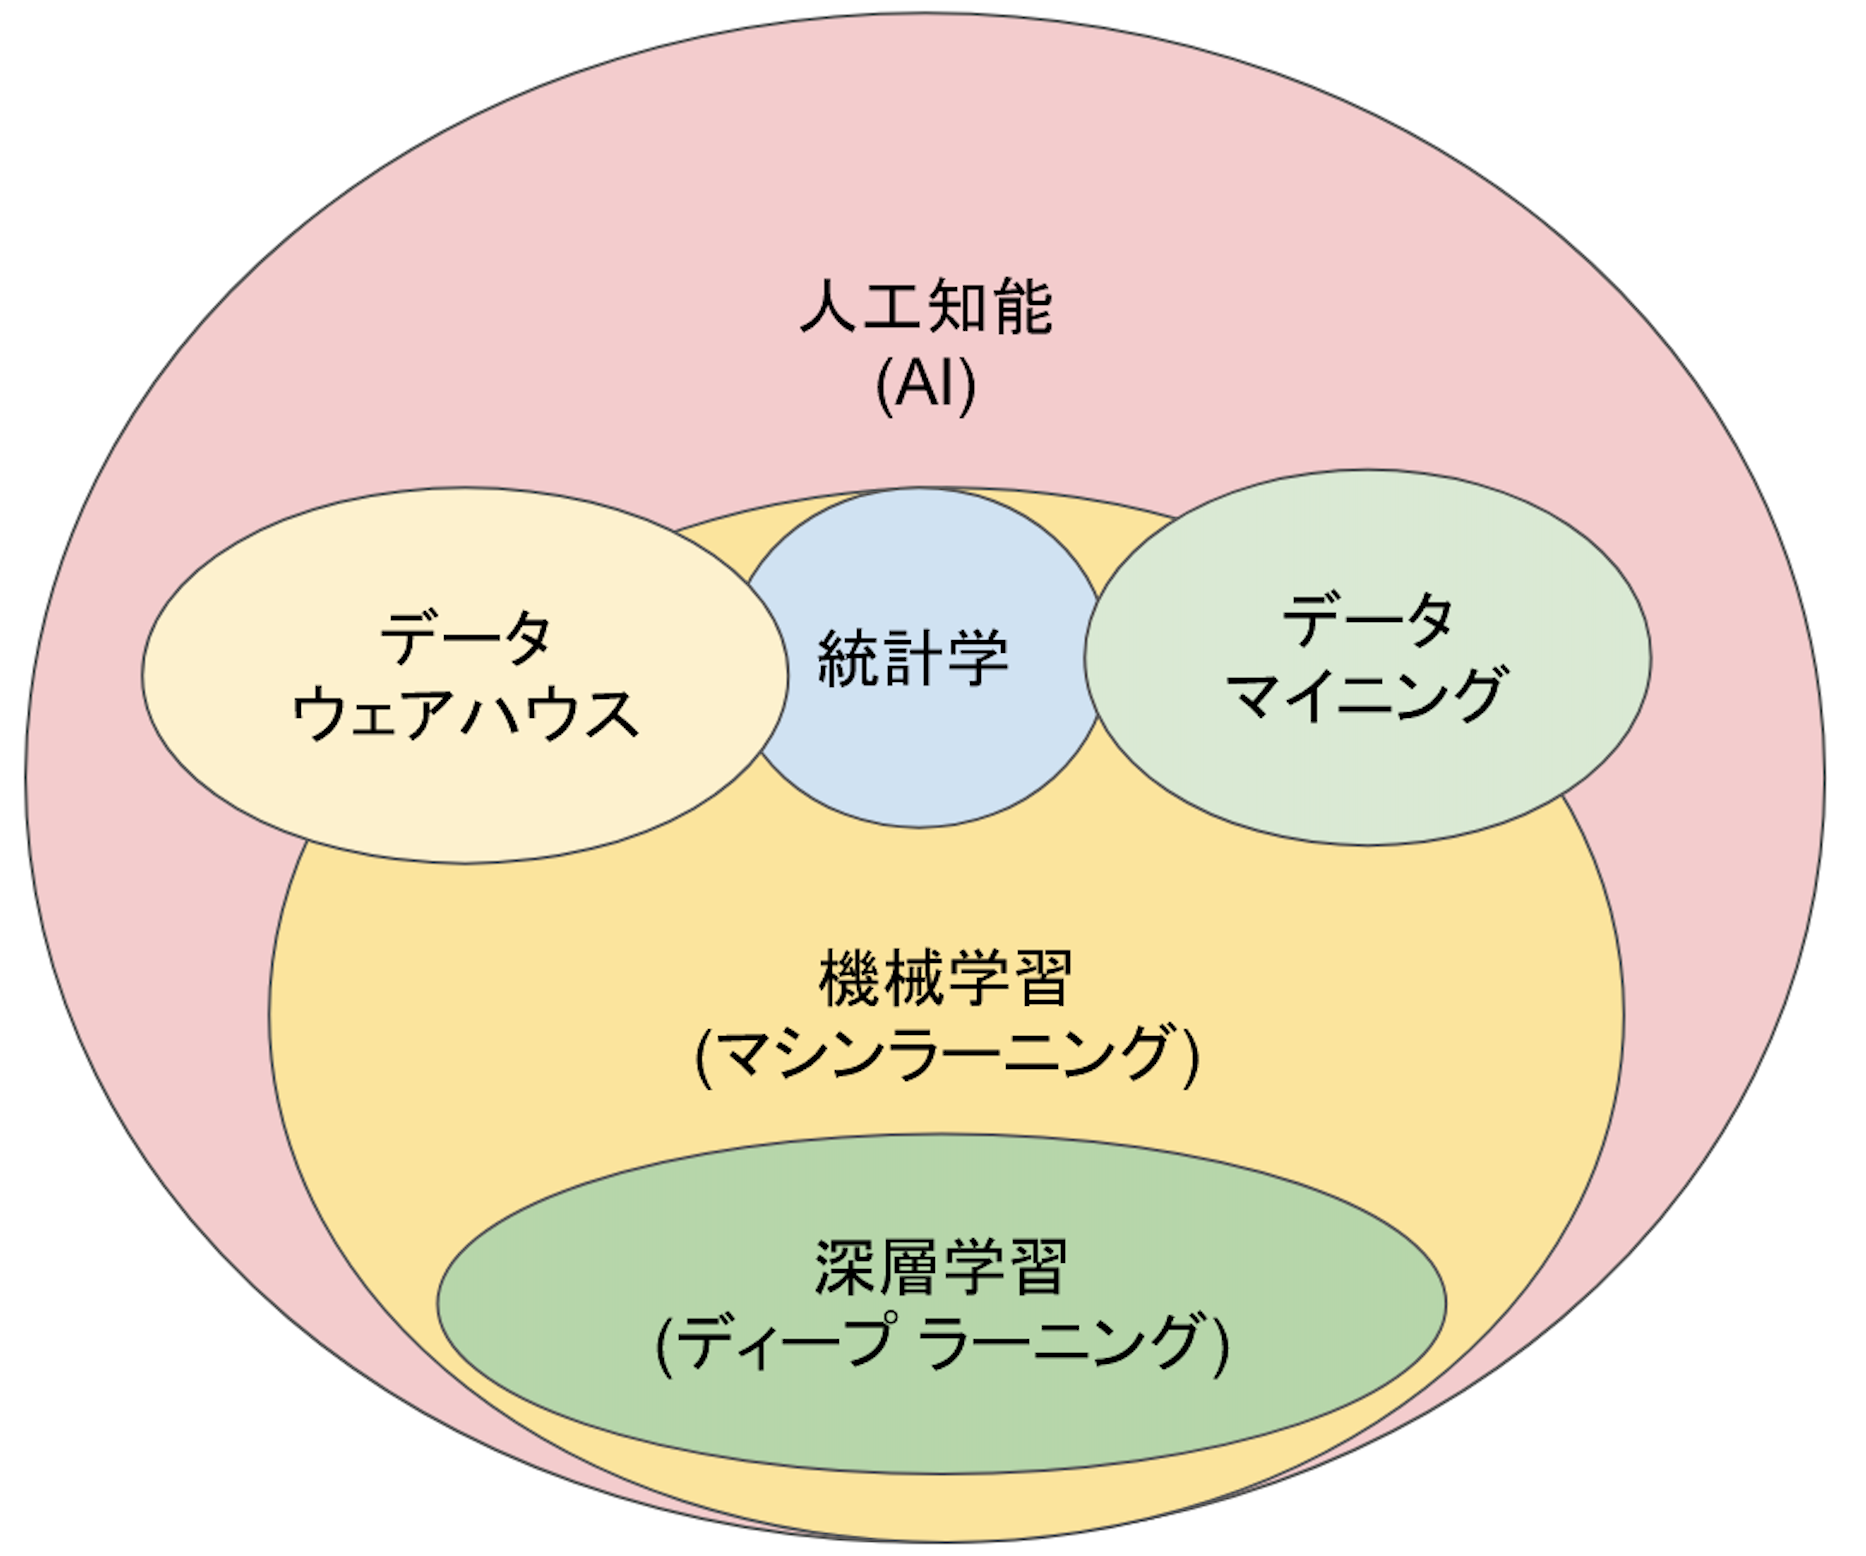 人工知能
(AI)
データ
ウェアハウス
統計学
データ
マイニング
機械学習
(マシンラーニング)
深層学習
(ディープ ラーニング)